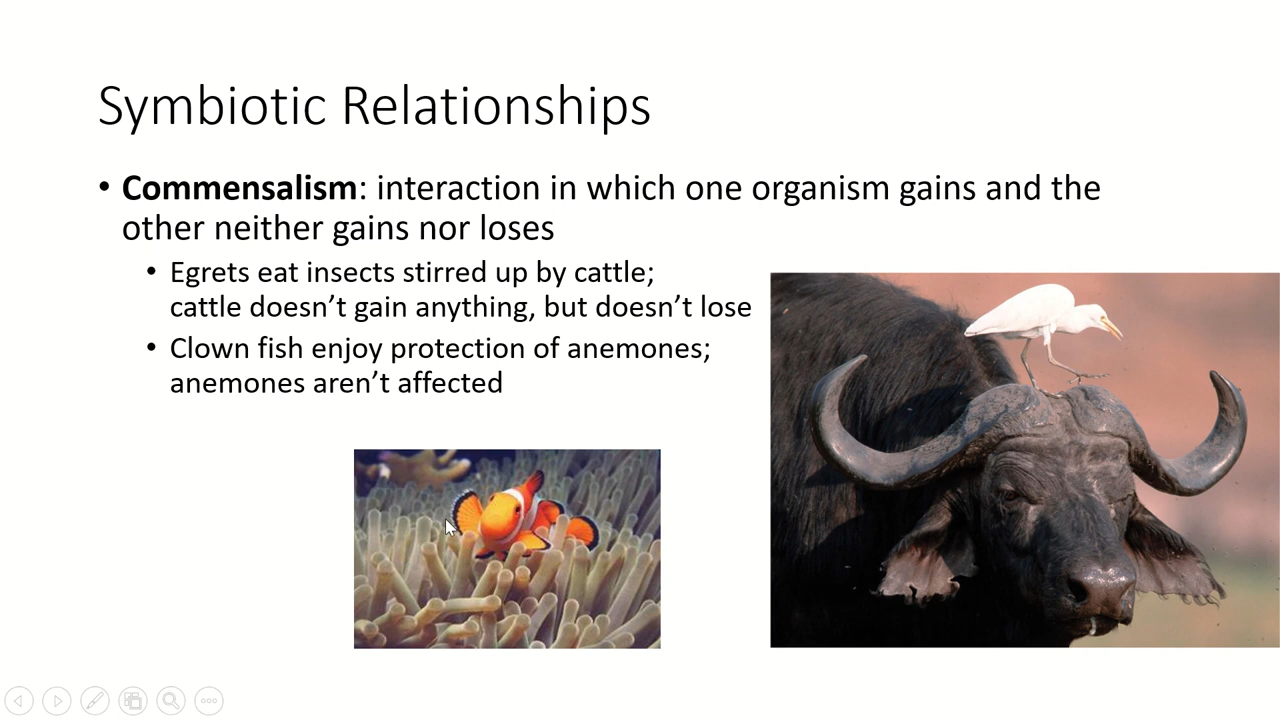 Symbiotic Relationships
• Commensalism: interaction in which one organism gains and the
other neither gains nor loses
• Egrets eat insects stirred up by cattle;
cattle doesn’t gain anything, but doesn’t lose
• Clown fish enjoy protection of anemones;
anemones aren’t affected